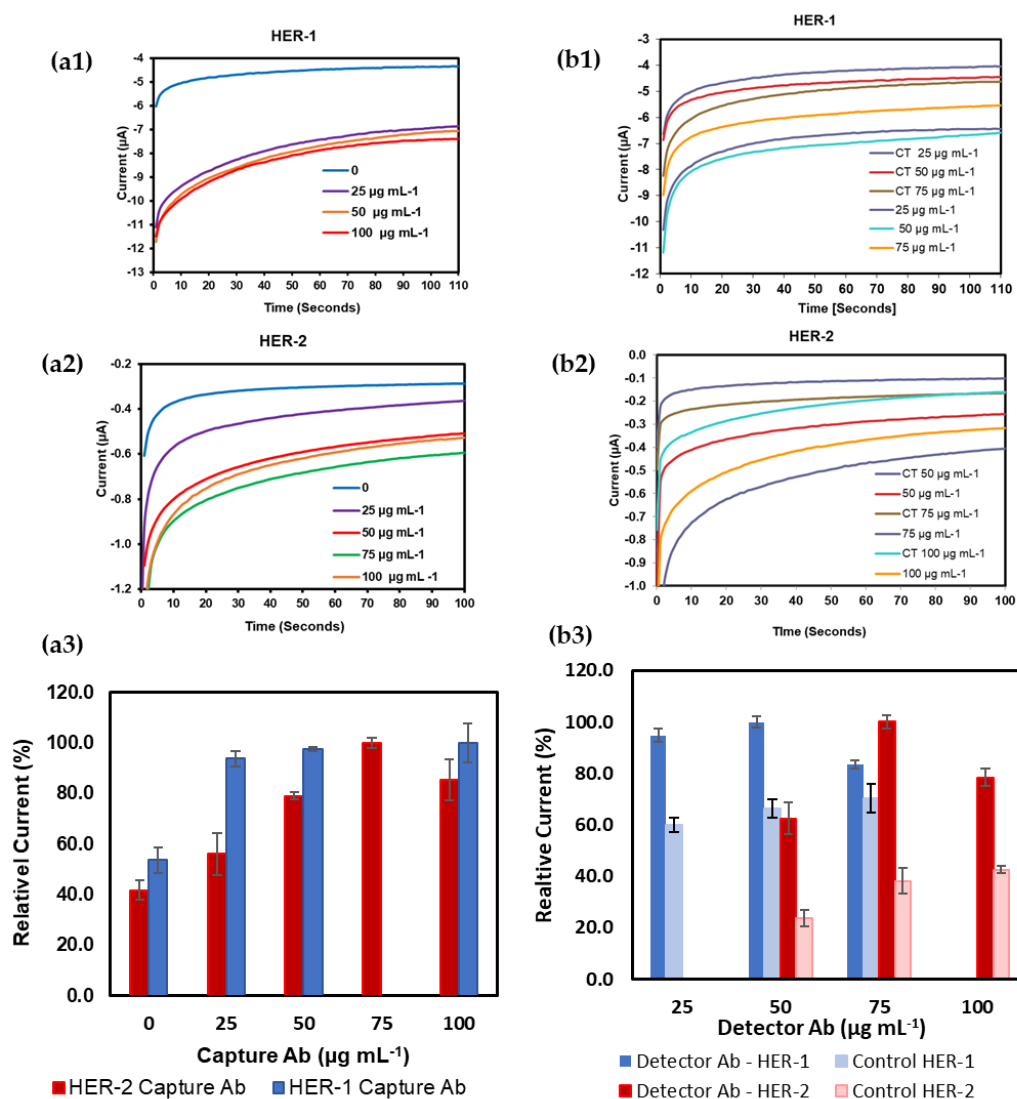 HER-1
(a1)
-4
-5
-6
-7
-8
-9
-10
-11
-12
-13
Current (µA)
0
25 µg mL-1
50 µg mL-1
100 µg mL-1
0 10 20 30 40 50 60 70 80 90 100 110
Time (Seconds)
HER-1
(b1)
-3
-4
-5
-6
-7
-8
-9
-10
-11
-12
Current (µA)
CT 25 µg mL-1
CT 50 µg mL-1
CT 75 µg mL-1
25 µg mL-1
50 µg mL-1
75 µg mL-1
0 10 20 30 40 50 60 70 80 90 100 110
Time [Seconds]
HER-2
(a2)
-0.2
-0.4
-0.6
-0.8
-1.0
-1.2
Current (µA)
0
25 µg mL-1
50 µg mL-1
75 µg mL-1
100 µg mL -1
0 10 20 30 40 50 60 70 80 90 100
Time (Seconds)
HER-2
(b2)
0.0
-0.1
-0.2
-0.3
-0.4
-0.5
-0.6
-0.7
-0.8
-0.9
-1.0
Current (µA)
CT 50 µg mL-1
50 µg mL-1
CT 75 µg mL-1
75 µg mL-1
CT 100 µg mL-1
100 µg mL-1
0 10 20 30 40 50 60 70 80 90 100
TIme (Seconds)
(a3)
120.0
100.0
80.0
60.0
40.0
20.0
0.0
Relativel Current (%)
0 25 50 75 100
Capture Ab (µg mL⁻¹)
HER-2 Capture Ab HER-1 Capture Ab
(b3)
120.0
100.0
80.0
60.0
40.0
20.0
0.0
Realtive Current (%)
25 50 75 100
Detector Ab (µg mL⁻¹)
Detector Ab - HER-1 Control HER-1
Detector Ab - HER-2 Control HER-2